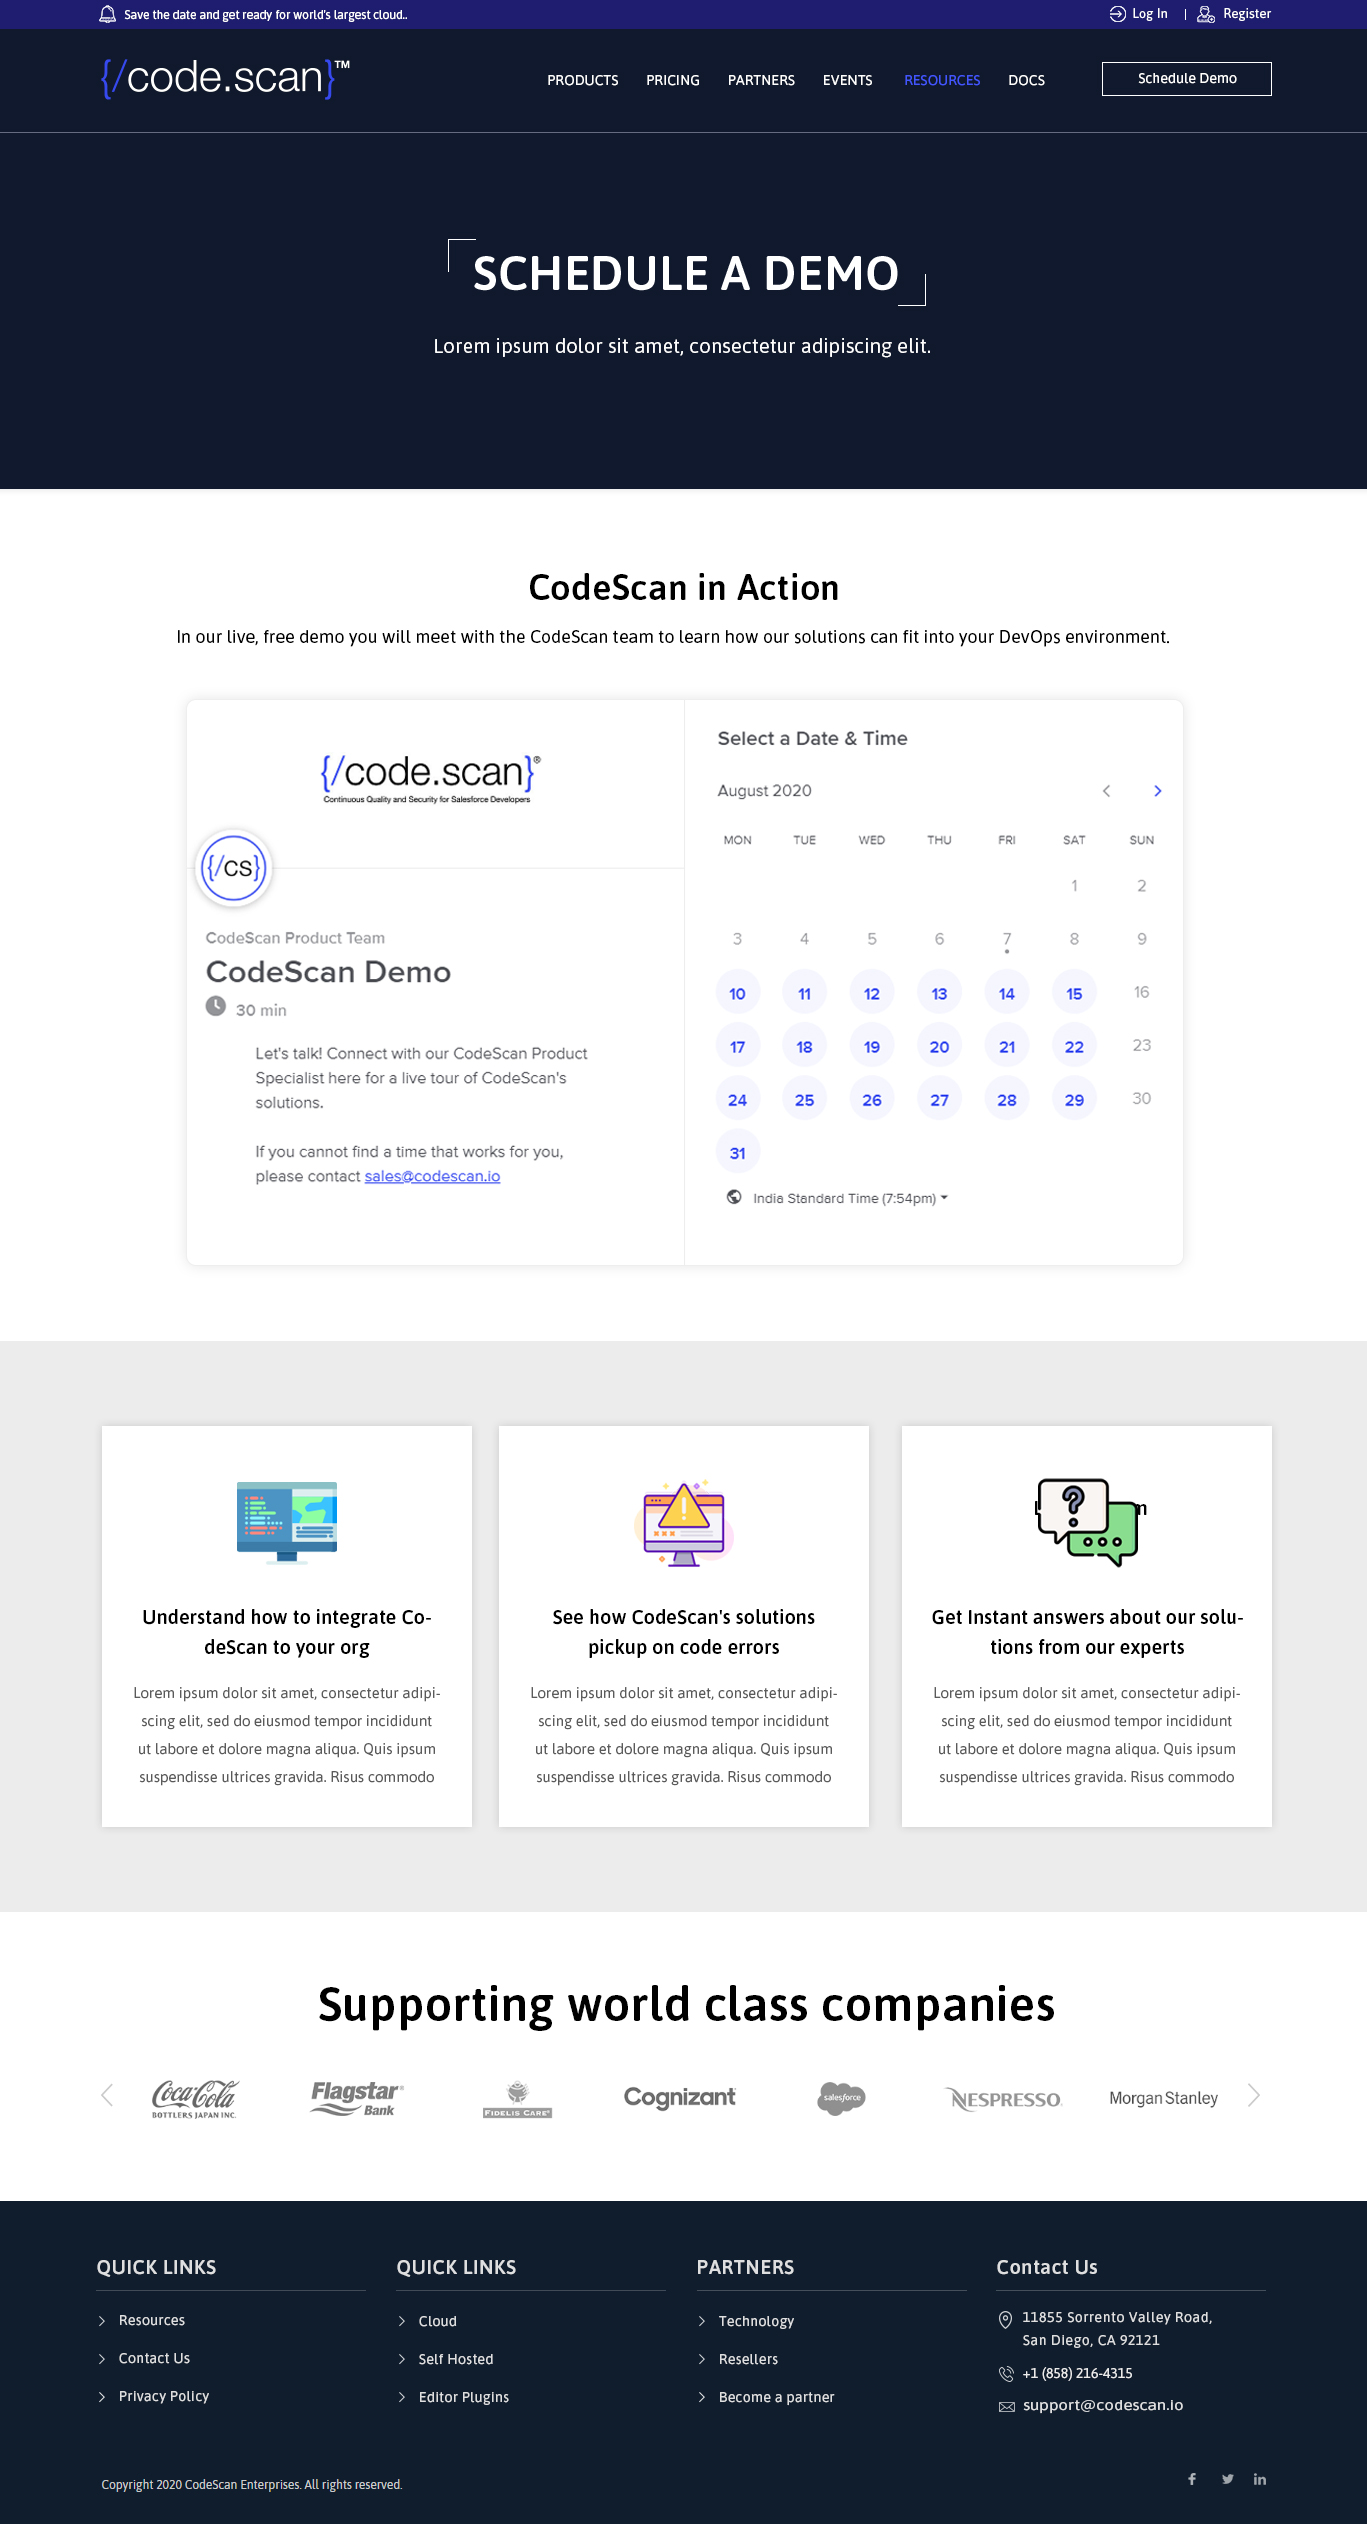 Save the date and get ready for world's largest cloud..
Log In | Register
{/code.scan}™
PRODUCTS PRICING PARTNERS EVENTS RESOURCES DOCS
Schedule Demo
SCHEDULE A DEMO
Lorem ipsum dolor sit amet, consectetur adipiscing elit.
CodeScan in Action
In our live, free demo you will meet with the CodeScan team to learn how our solutions can fit into your DevOps environment.
{/code.scan}®
Continuous Quality and Security for Salesforce Developers
{/CS}
CodeScan Product Team
CodeScan Demo
30 min
Let's talk! Connect with our CodeScan Product
Specialist here for a live tour of CodeScan's
solutions.
If you cannot find a time that works for you,
please contact sales@codescan.io
Select a Date & Time
August 2020
MON TUE WED THU FRI SAT SUN
1 2
3 4 5 6 7 8 9
10 11 12 13 14 15 16
17 18 19 20 21 22 23
24 25 26 27 28 29 30
31
India Standard Time (7:54pm)
Understand how to integrate Co-
deScan to your org
Lorem ipsum dolor sit amet, consectetur adipi-
scing elit, sed do eiusmod tempor incididunt
ut labore et dolore magna aliqua. Quis ipsum
suspendisse ultrices gravida. Risus commodo
See how CodeScan's solutions
pickup on code errors
Lorem ipsum dolor sit amet, consectetur adipi-
scing elit, sed do eiusmod tempor incididunt
ut labore et dolore magna aliqua. Quis ipsum
suspendisse ultrices gravida. Risus commodo
?
Get Instant answers about our solu-
tions from our experts
Lorem ipsum dolor sit amet, consectetur adipi-
scing elit, sed do eiusmod tempor incididunt
ut labore et dolore magna aliqua. Quis ipsum
suspendisse ultrices gravida. Risus commodo
Supporting world class companies
Coca-Cola
BOTTLERS JAPAN INC.
Flagstar®
Bank
FIDELIS CARE®
Cognizant
salesforce
NESPRESSO.
Morgan Stanley
QUICK LINKS
Resources
Contact Us
Privacy Policy
QUICK LINKS
Cloud
Self Hosted
Editor Plugins
PARTNERS
Technology
Resellers
Become a partner
Contact Us
11855 Sorrento Valley Road,
San Diego, CA 92121
+1 (858) 216-4315
support@codescan.io
Copyright 2020 CodeScan Enterprises. All rights reserved.
f
in